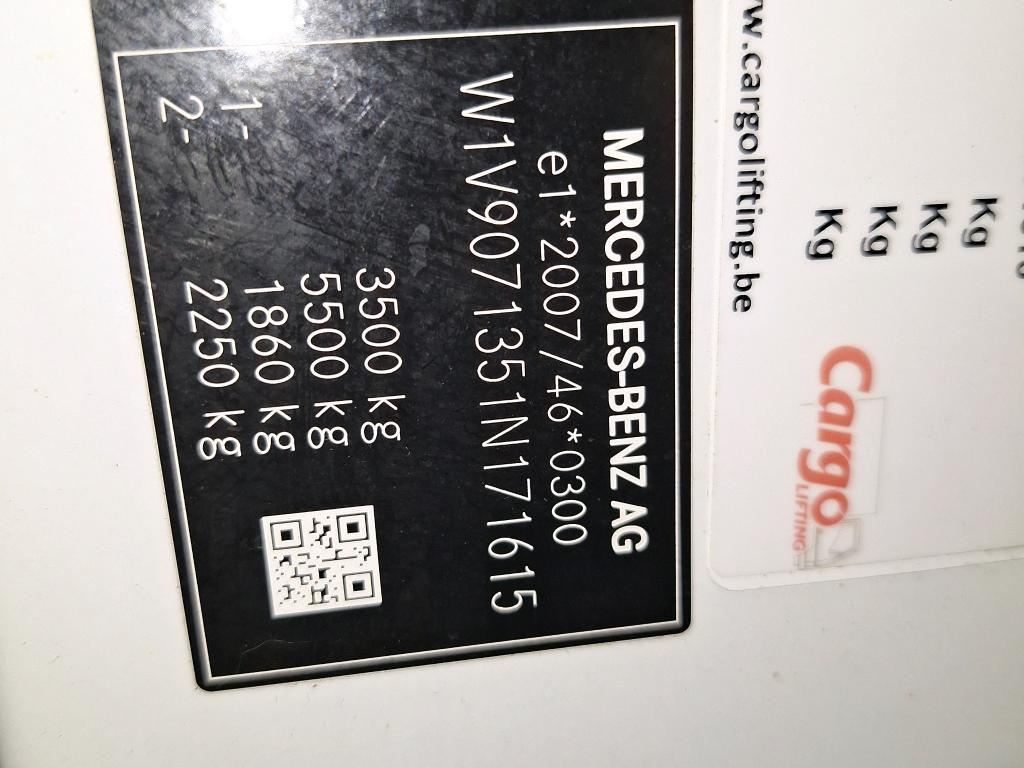 MERCEDES-BENZ AG
e1*2007/46*0300
W1V9071351N171615
3500 kg
5500 kg
1- 1860 kg
2- 2250 kg
Kg
Kg
Kg
Kg
w.cargolifting.be
Cargo
LIFTING